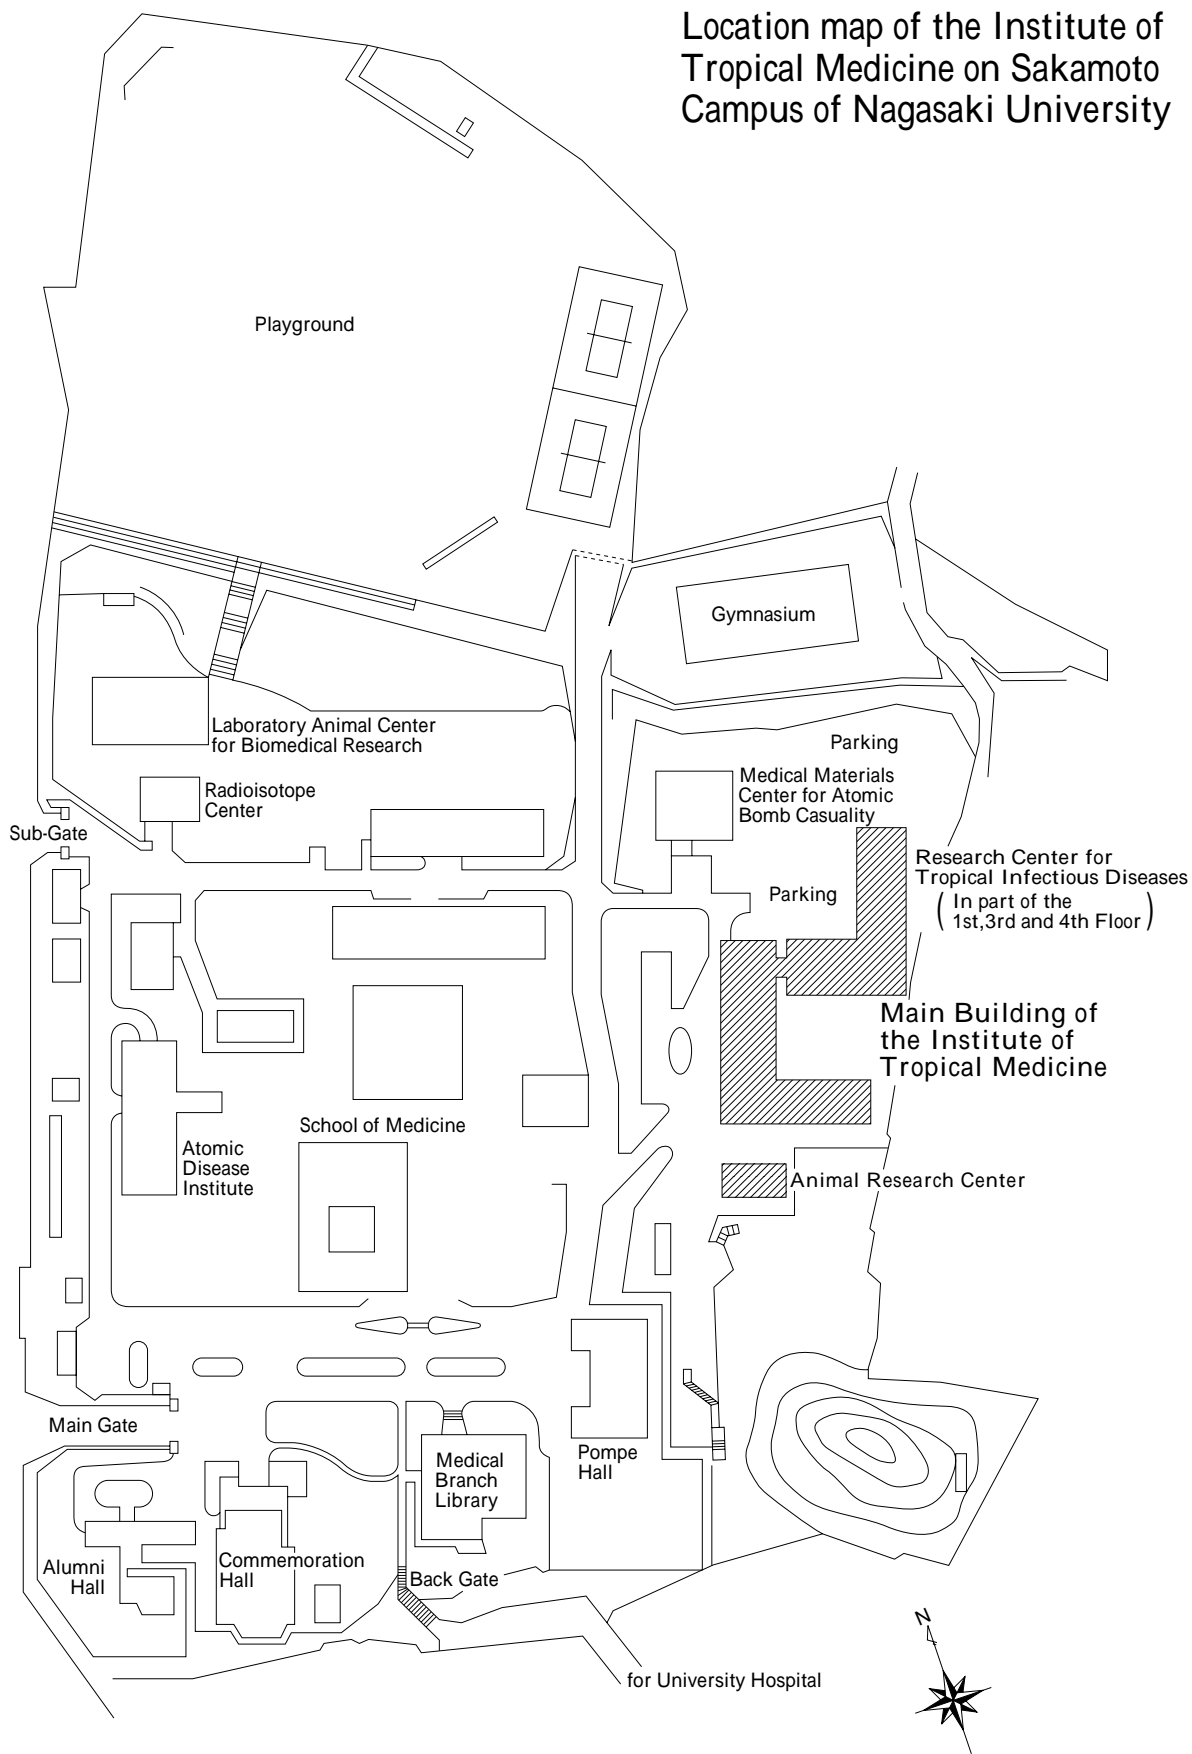 Location map of the Institute of
Tropical Medicine on Sakamoto
Campus of Nagasaki University
Playground
Gymnasium
Laboratory Animal Center
for Biomedical Research
Parking
Radioisotope
Center
Medical Materials
Center for Atomic
Bomb Casuality
Sub-Gate
Research Center for
Tropical Infectious Diseases
( In part of the
1st,3rd and 4th Floor )
Parking
Main Building of
the Institute of
Tropical Medicine
School of Medicine
Atomic
Disease
Institute
Animal Research Center
Main Gate
Medical
Branch
Library
Pompe
Hall
Alumni
Hall
Commemoration
Hall
Back Gate
for University Hospital
N